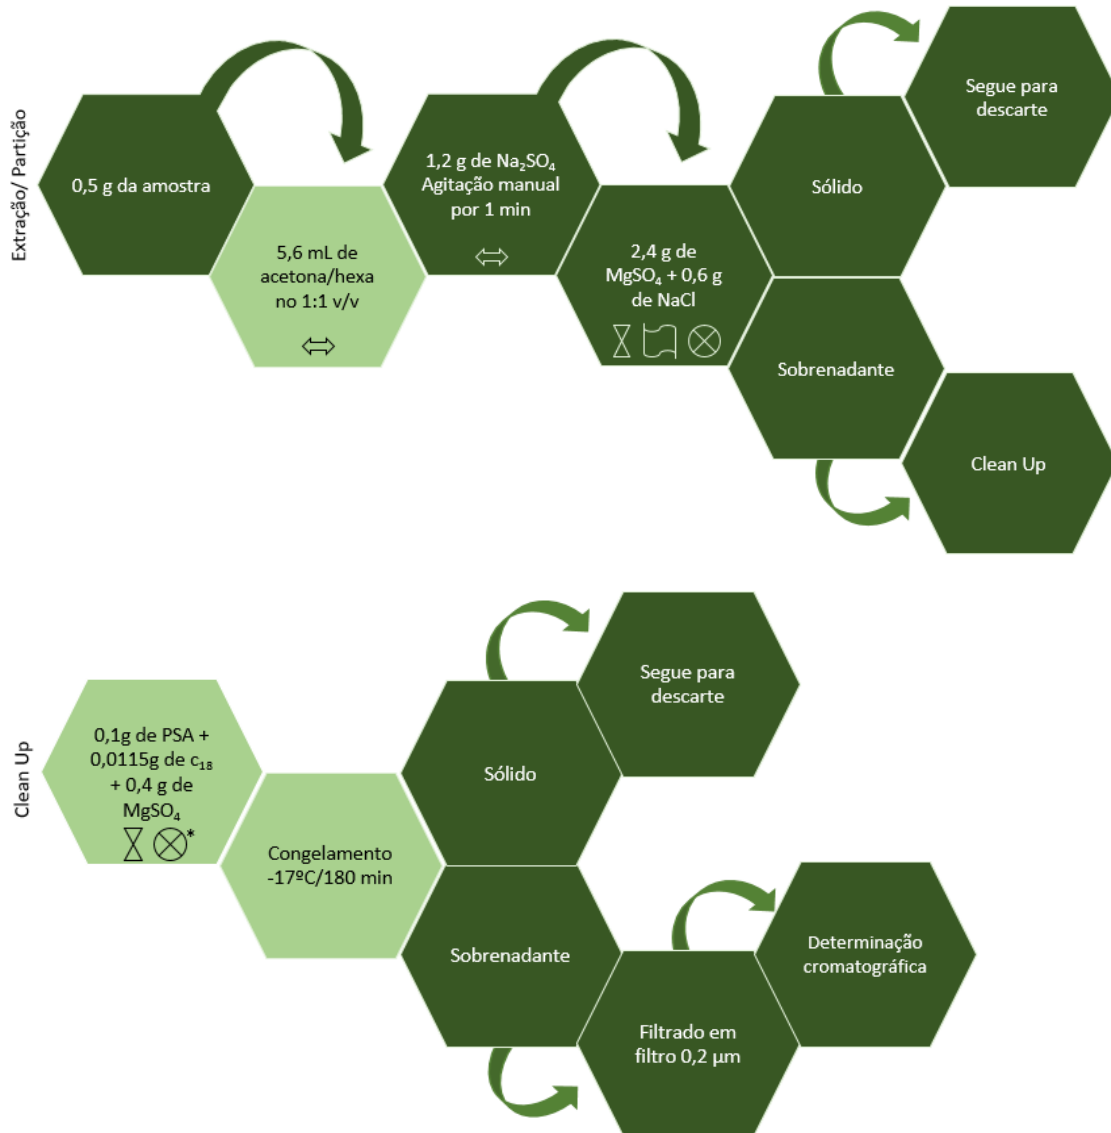 Extração/ Partição
0,5 g da amostra
5,6 mL de
acetona/hexa
no 1:1 v/v
1,2 g de Na₂SO₄
Agitação manual
por 1 min
2,4 g de
MgSO₄ + 0,6 g
de NaCl
Sólido
Segue para
descarte
Sobrenadante
Clean Up
Clean Up
0,1g de PSA +
0,0115g de c₁₈
+ 0,4 g de
MgSO₄
*
Congelamento
-17ºC/180 min
Sólido
Segue para
descarte
Sobrenadante
Filtrado em
filtro 0,2 µm
Determinação
cromatográfica